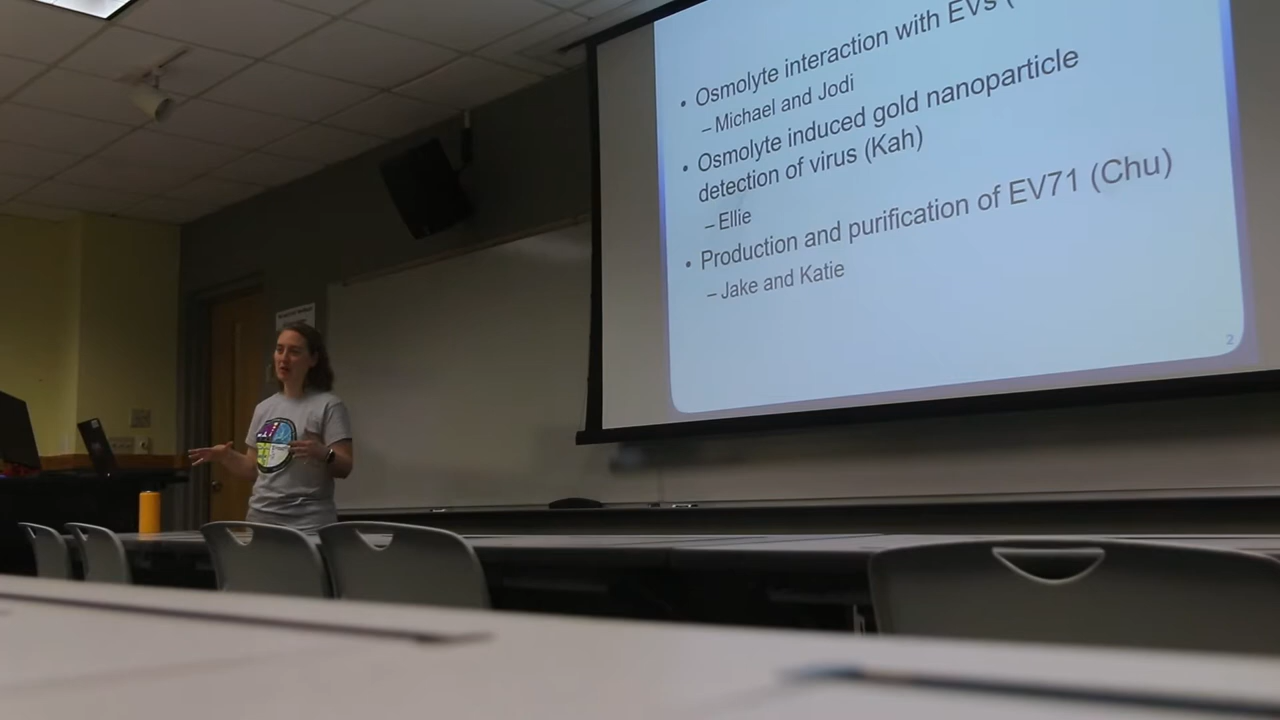 • Osmolyte interaction with EVs (
– Michael and Jodi
• Osmolyte induced gold nanoparticle
detection of virus (Kah)
– Ellie
• Production and purification of EV71 (Chu)
– Jake and Katie
2